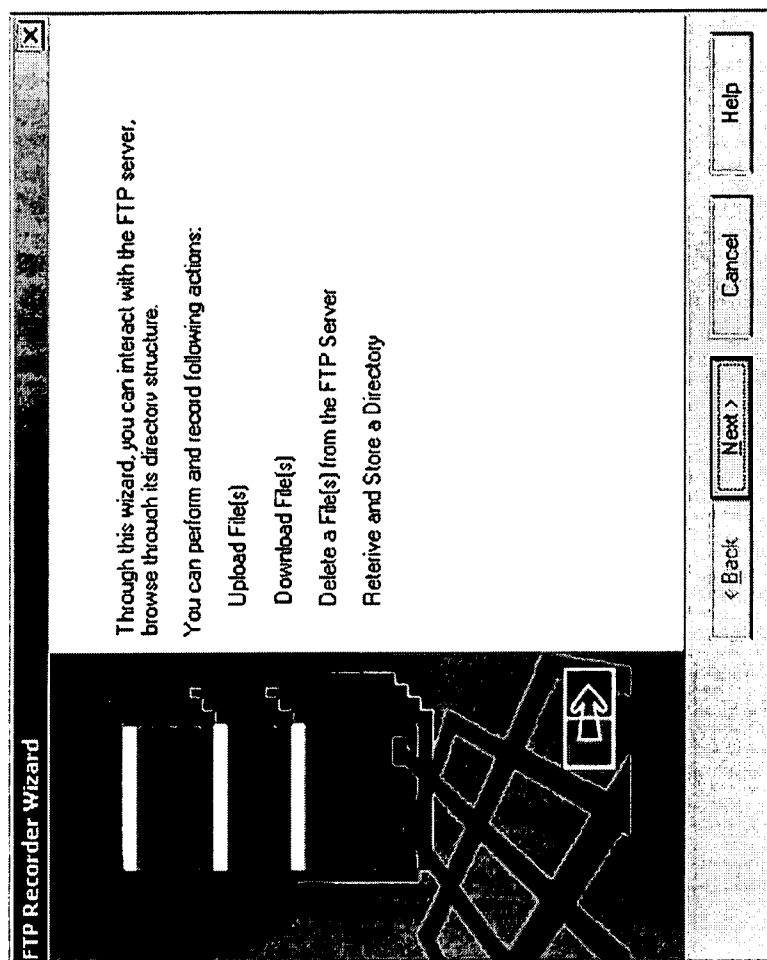 FTP Recorder Wizard
Through this wizard, you can interact with the FTP server,
browse through its directory structure.
You can perform and record following actions:
Upload File(s)
Download File(s)
Delete a File(s) from the FTP Server
Reterive and Store a Directory
< Back
Next >
Cancel
Help